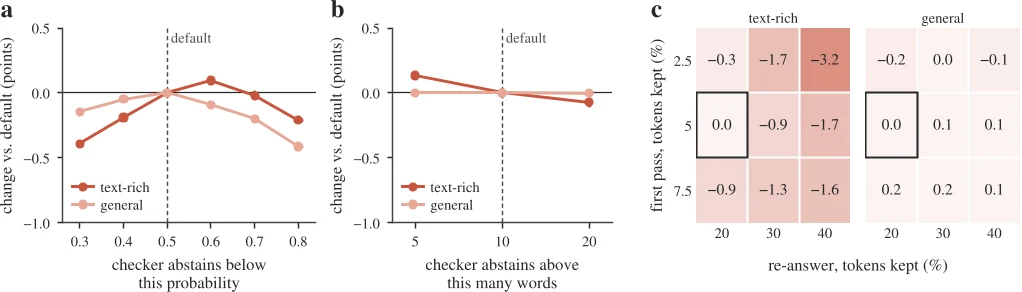 a
change vs. default (points)
0.5
0.0
−0.5
−1.0
default
text-rich
general
0.3 0.4 0.5 0.6 0.7 0.8
checker abstains below
this probability
b
change vs. default (points)
0.5
0.0
−0.5
−1.0
default
text-rich
general
5 10 20
checker abstains above
this many words
c
text-rich general
first pass, tokens kept (%)
2.5 −0.3 −1.7 −3.2 −0.2 0.0 −0.1
5 0.0 −0.9 −1.7 0.0 0.1 0.1
7.5 −0.9 −1.3 −1.6 0.2 0.2 0.1
20 30 40 20 30 40
re-answer, tokens kept (%)